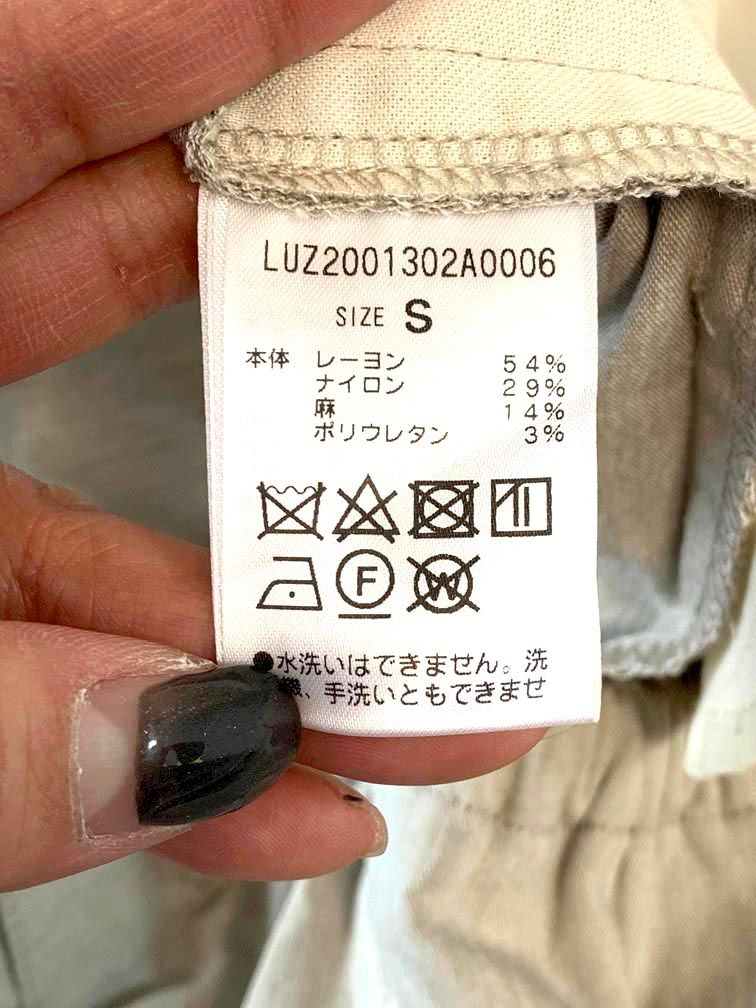 LUZ2001302A0006
SIZE S
本体 レーヨン 54%
ナイロン 29%
麻 14%
ポリウレタン 3%
F
W
●水洗いはできません。洗
機、手洗いともできませ